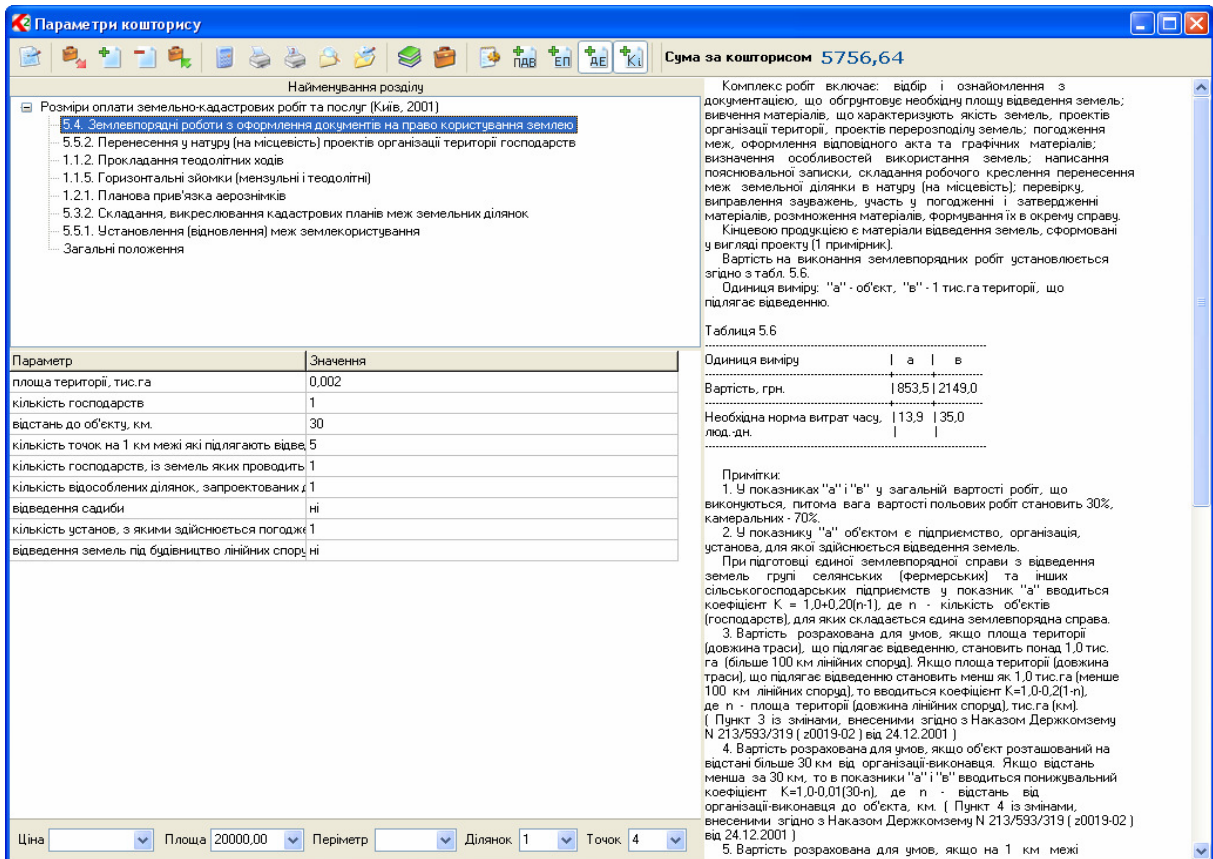 Параметри кошторису
ПДВ ЕП ДЕ Кі Сума за кошторисом 5756,64
Найменування розділу
Розміри оплати земельно-кадастрових робіт та послуг (Київ, 2001)
5.4. Землевпорядні роботи з оформлення документів на право користування землею
5.5.2. Перенесення у натуру (на місцевість) проектів організації території господарств
1.1.2. Прокладання теодолітних ходів
1.1.5. Горизонтальні зйомки (мензульні і теодолітні)
1.2.1. Планова прив'язка аерознімків
5.3.2. Складання, викреслювання кадастрових планів меж земельних ділянок
5.5.1. Установлення (відновлення) меж землекористування
Загальні положення
Параметр Значення
площа території, тис.га 0,002
кількість господарств 1
відстань до об'єкту, км. 30
кількість точок на 1 км межі які підлягають відве, 5
кількість господарств, із земель яких проводить 1
кількість відособлених ділянок, запроектованих 1
відведення садиби ні
кількість установ, з якими здійснюється погодже 1
відведення земель під будівництво лінійних спору ні
Ціна Площа 20000,00 Периметр Ділянок 1 Точок 4
Комплекс робіт включає: відбір і ознайомлення з
документацією, що обгрунтовує необхідну площу відведення земель;
вивчення матеріалів, що характеризують якість земель, проектів
організації території, проектів перерозподілу земель; погодження
меж, оформлення відповідного акта та графічних матеріалів;
визначення особливостей використання земель; написання
пояснювальної записки, складання робочого креслення перенесення
меж земельної ділянки в натуру (на місцевість); перевірку,
виправлення зауважень, участь у погодженні і затвердженні
матеріалів, розмноження матеріалів, формування їх в окрему справу.
Кінцевою продукцією є матеріали відведення земель, сформовані
у вигляді проекту (1 примірник).
Вартість на виконання землевпорядних робіт установлюється
згідно з табл. 5.6.
Одиниця виміру: "а" - об'єкт, "в" - 1 тис.га території, що
підлягає відведенню.
Таблиця 5.6
Одиниця виміру | а | в
Вартість, грн. | 853,5 | 2149,0
Необхідна норма витрат часу, | 13,9 | 35,0
люд.-дн. | |
Примітки:
1. У показниках "а" і "в" у загальній вартості робіт, що
виконуються, питома вага вартості польових робіт становить 30%,
камеральних - 70%.
2. У показнику "а" об'єктом є підприємство, організація,
установа, для якої здійснюється відведення земель.
При підготовці єдиної землевпорядної справи з відведення
земель групі селянських (фермерських) та інших
сільськогосподарських підприємств у показник "а" вводиться
коефіцієнт К = 1,0+0,20(n-1), де n - кількість об'єктів
(господарств), для яких складається єдина землевпорядна справа.
3. Вартість розрахована для умов, якщо площа території
(довжина траси), що підлягає відведенню, становить понад 1,0 тис.
га (більше 100 км лінійних споруд). Якщо площа території (довжина
траси), що підлягає відведенню становить менш як 1,0 тис.га (менше
100 км лінійних споруд), то вводиться коефіцієнт К=1,0-0,2(1-n),
де n - площа території (довжина лінійних споруд), тис.га (км).
( Пункт 3 із змінами, внесеними згідно з Наказом Держкомзему
N 213/593/319 ( z0019-02 ) від 24.12.2001 )
4. Вартість розрахована для умов, якщо об'єкт розташований на
відстані більше 30 км від організації-виконавця. Якщо відстань
менша за 30 км, то в показники "а" і "в" вводиться понижувальний
коефіцієнт К=1,0-0,01(30-n), де n - відстань від
організації-виконавця до об'єкта, км. ( Пункт 4 із змінами,
внесеними згідно з Наказом Держкомзему N 213/593/319 ( z0019-02 )
від 24.12.2001 )
5. Вартість розрахована для умов, якщо на 1 км межі